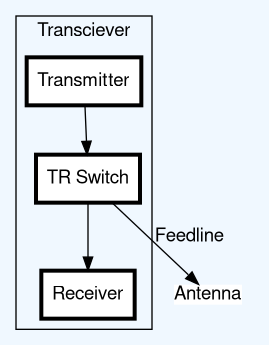 Transciever
Transmitter
TR Switch
Feedline
Receiver
Antenna